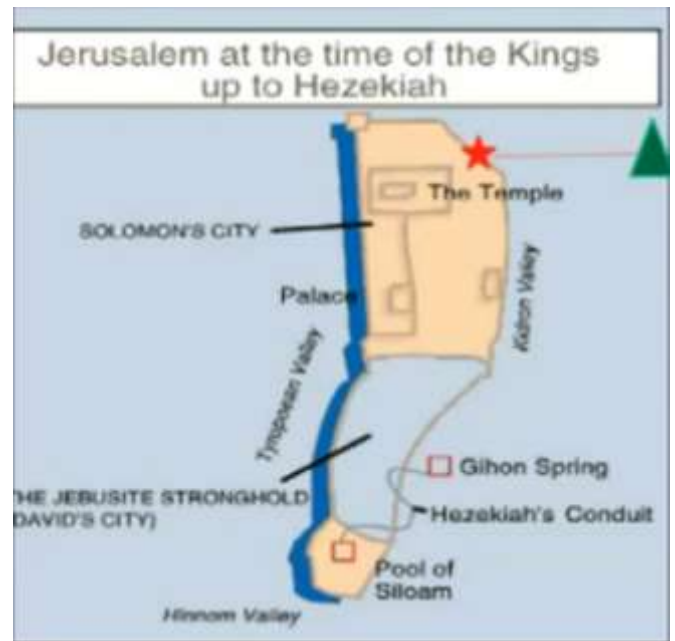 Jerusalem at the time of the Kings
up to Hezekiah
The Temple
SOLOMON'S CITY
Kidron Valley
Palace
Tyropoean Valley
Gihon Spring
HE JEBUSITE STRONGHOLD
DAVID'S CITY)
Hezekiah's Conduit
Pool of
Siloam
Hinnom Valley